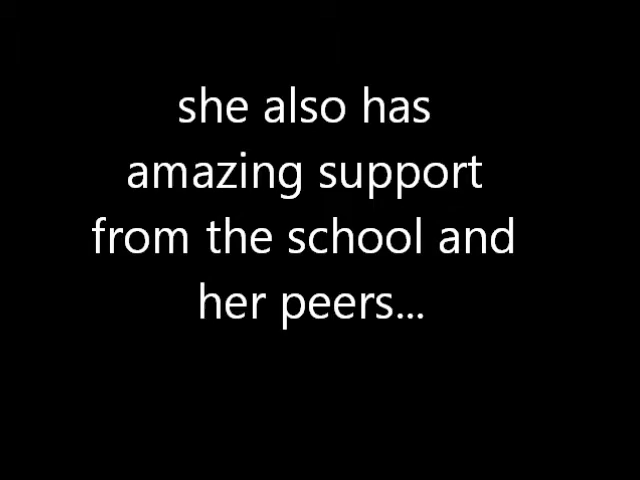 she also has
amazing support
from the school and
her peers...